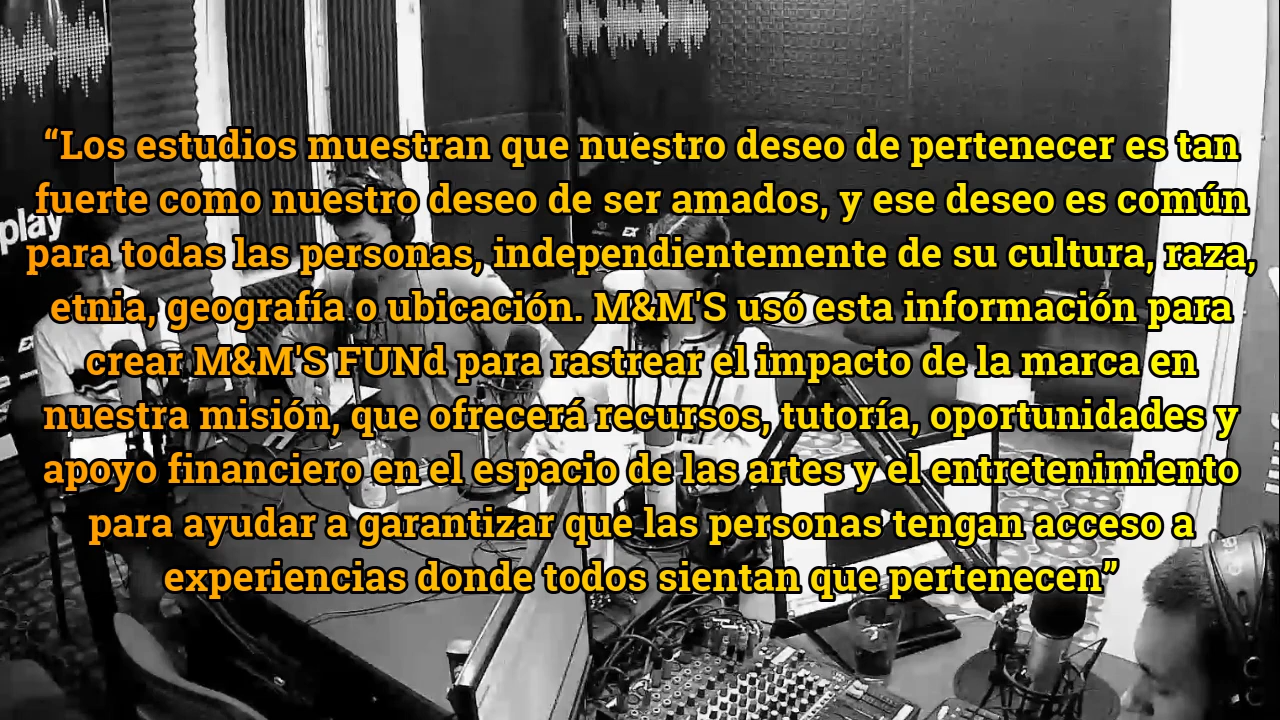 “Los estudios muestran que nuestro deseo de pertenecer es tan
fuerte como nuestro deseo de ser amados, y ese deseo es común
play
EX
para todas las personas, independientemente de su cultura, raza,
etnia, geografía o ubicación. M&M'S usó esta información para
crear M&M'S FUNd para rastrear el impacto de la marca en
nuestra misión, que ofrecerá recursos, tutoría, oportunidades y
apoyo financiero en el espacio de las artes y el entretenimiento
para ayudar a garantizar que las personas tengan acceso a
experiencias donde todos sientan que pertenecen”